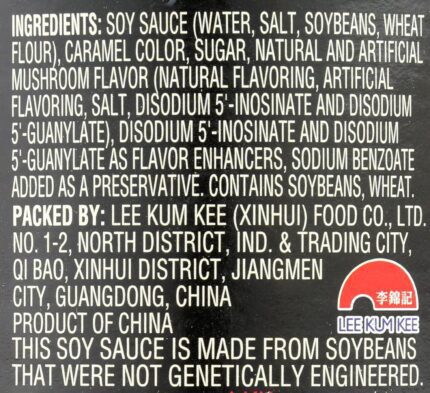 INGREDIENTS: SOY SAUCE (WATER, SALT, SOYBEANS, WHEAT
FLOUR), CARAMEL COLOR, SUGAR, NATURAL AND ARTIFICIAL
MUSHROOM FLAVOR (NATURAL FLAVORING, ARTIFICIAL
FLAVORING, SALT, DISODIUM 5'-INOSINATE AND DISODIUM
5'-GUANYLATE), DISODIUM 5'-INOSINATE AND DISODIUM
5'-GUANYLATE AS FLAVOR ENHANCERS, SODIUM BENZOATE
ADDED AS A PRESERVATIVE. CONTAINS SOYBEANS, WHEAT.
PACKED BY: LEE KUM KEE (XINHUI) FOOD CO., LTD.
NO. 1-2, NORTH DISTRICT, IND. & TRADING CITY,
QI BAO, XINHUI DISTRICT, JIANGMEN
CITY, GUANGDONG, CHINA
PRODUCT OF CHINA
李錦記
LEE KUM KEE
THIS SOY SAUCE IS MADE FROM SOYBEANS
THAT WERE NOT GENETICALLY ENGINEERED.